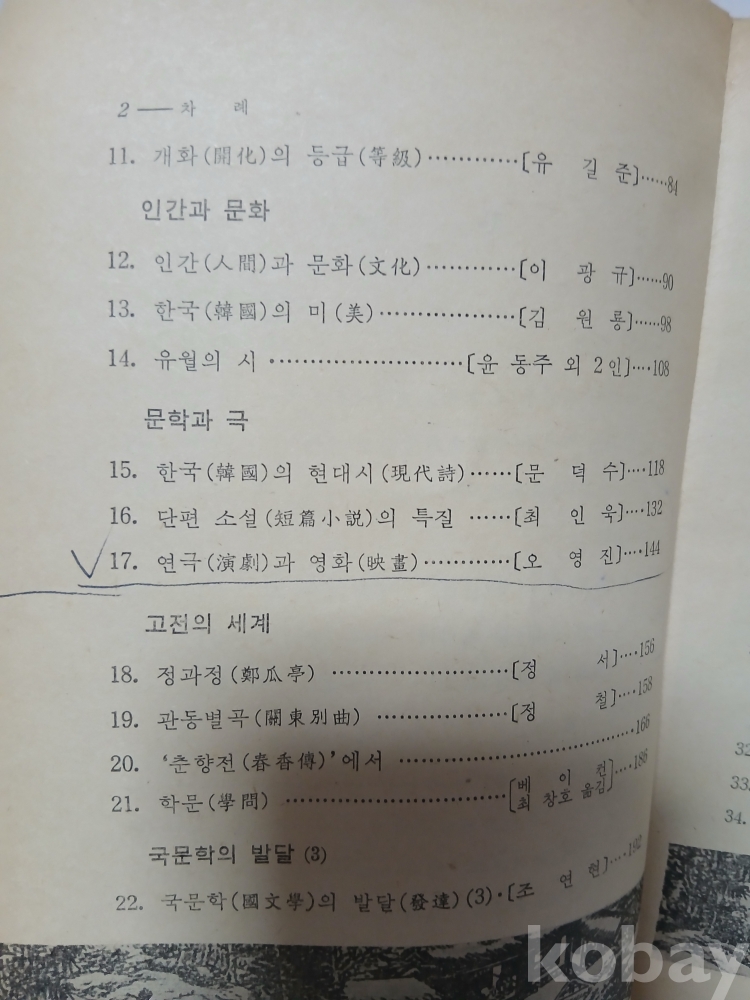 2 — 차 례
11. 개화(開化)의 등급(等級)············[유 길 준]······84
인간과 문화
12. 인간(人間)과 문화(文化)············[이 광 규]······90
13. 한국(韓國)의 미(美)··················[김 원 룡]······98
14. 유월의 시 ·························[윤 동주 외 2인]····108
문학과 극
15. 한국(韓國)의 현대시(現代詩)······[문 덕 수]····118
16. 단편 소설(短篇小說)의 특질 ······[최 인 욱]····132
17. 연극(演劇)과 영화(映畫)············[오 영 진]····144
고전의 세계
18. 정과정(鄭瓜亭) ························[정 서]····156
19. 관동별곡(關東別曲) ··················[정 철]····158
20. ‘춘향전(春香傳)’에서 ································166
21. 학문(學問) ······························[베 이 컨 최 창호 옮김]····186
국문학의 발달 (3)
22. 국문학(國文學)의 발달(發達) (3)·[조 연 현]····192
32
33.
34.
kobay